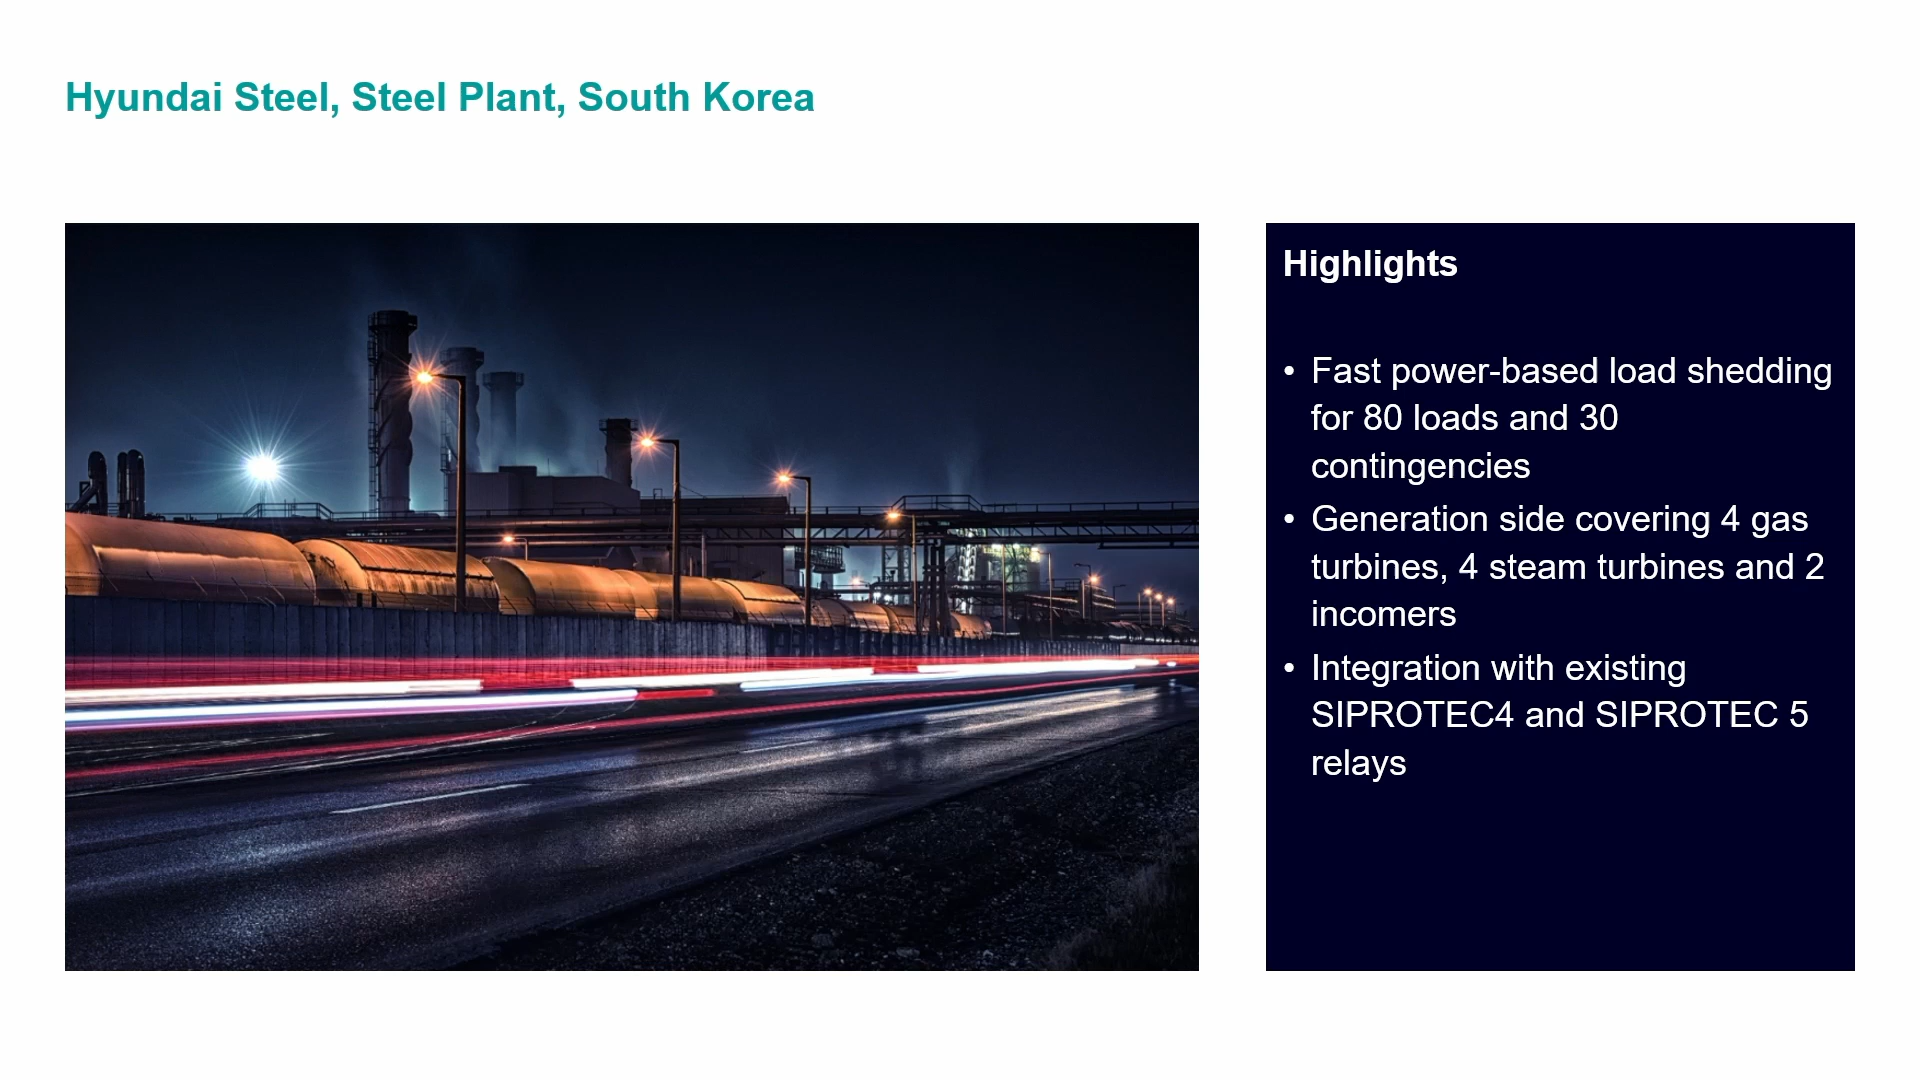 Hyundai Steel, Steel Plant, South Korea
Highlights
• Fast power-based load shedding
for 80 loads and 30
contingencies
• Generation side covering 4 gas
turbines, 4 steam turbines and 2
incomers
• Integration with existing
SIPROTEC4 and SIPROTEC 5
relays